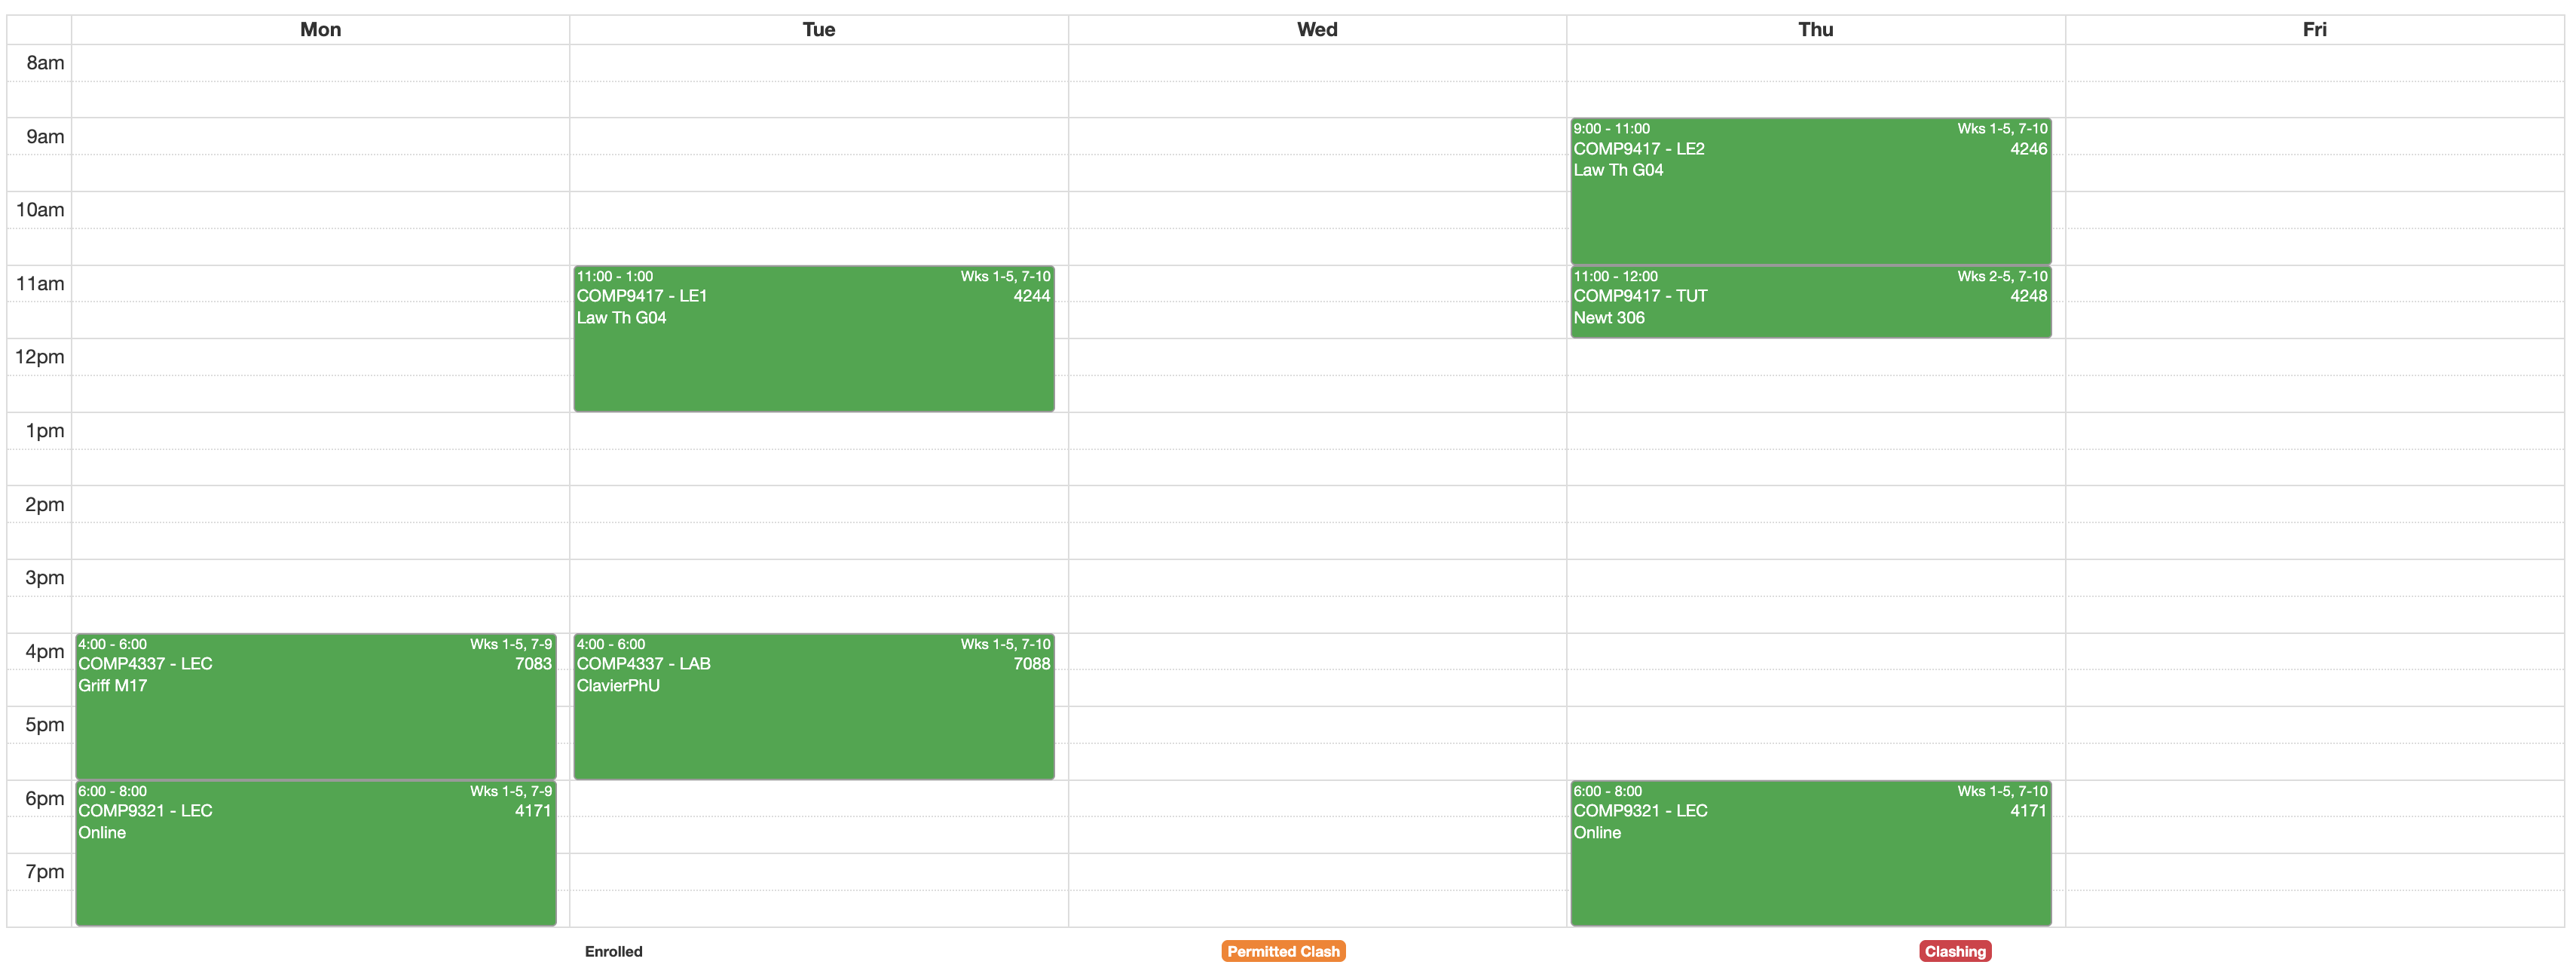 Mon Tue Wed Thu Fri
8am
9am
10am
11am
12pm
1pm
2pm
3pm
4pm
5pm
6pm
7pm
4:00 - 6:00 Wks 1-5, 7-9
COMP4337 - LEC 7083
Griff M17
6:00 - 8:00 Wks 1-5, 7-9
COMP9321 - LEC 4171
Online
11:00 - 1:00 Wks 1-5, 7-10
COMP9417 - LE1 4244
Law Th G04
4:00 - 6:00 Wks 1-5, 7-10
COMP4337 - LAB 7088
ClavierPhU
9:00 - 11:00 Wks 1-5, 7-10
COMP9417 - LE2 4246
Law Th G04
11:00 - 12:00 Wks 2-5, 7-10
COMP9417 - TUT 4248
Newt 306
6:00 - 8:00 Wks 1-5, 7-10
COMP9321 - LEC 4171
Online
Enrolled Permitted Clash Clashing